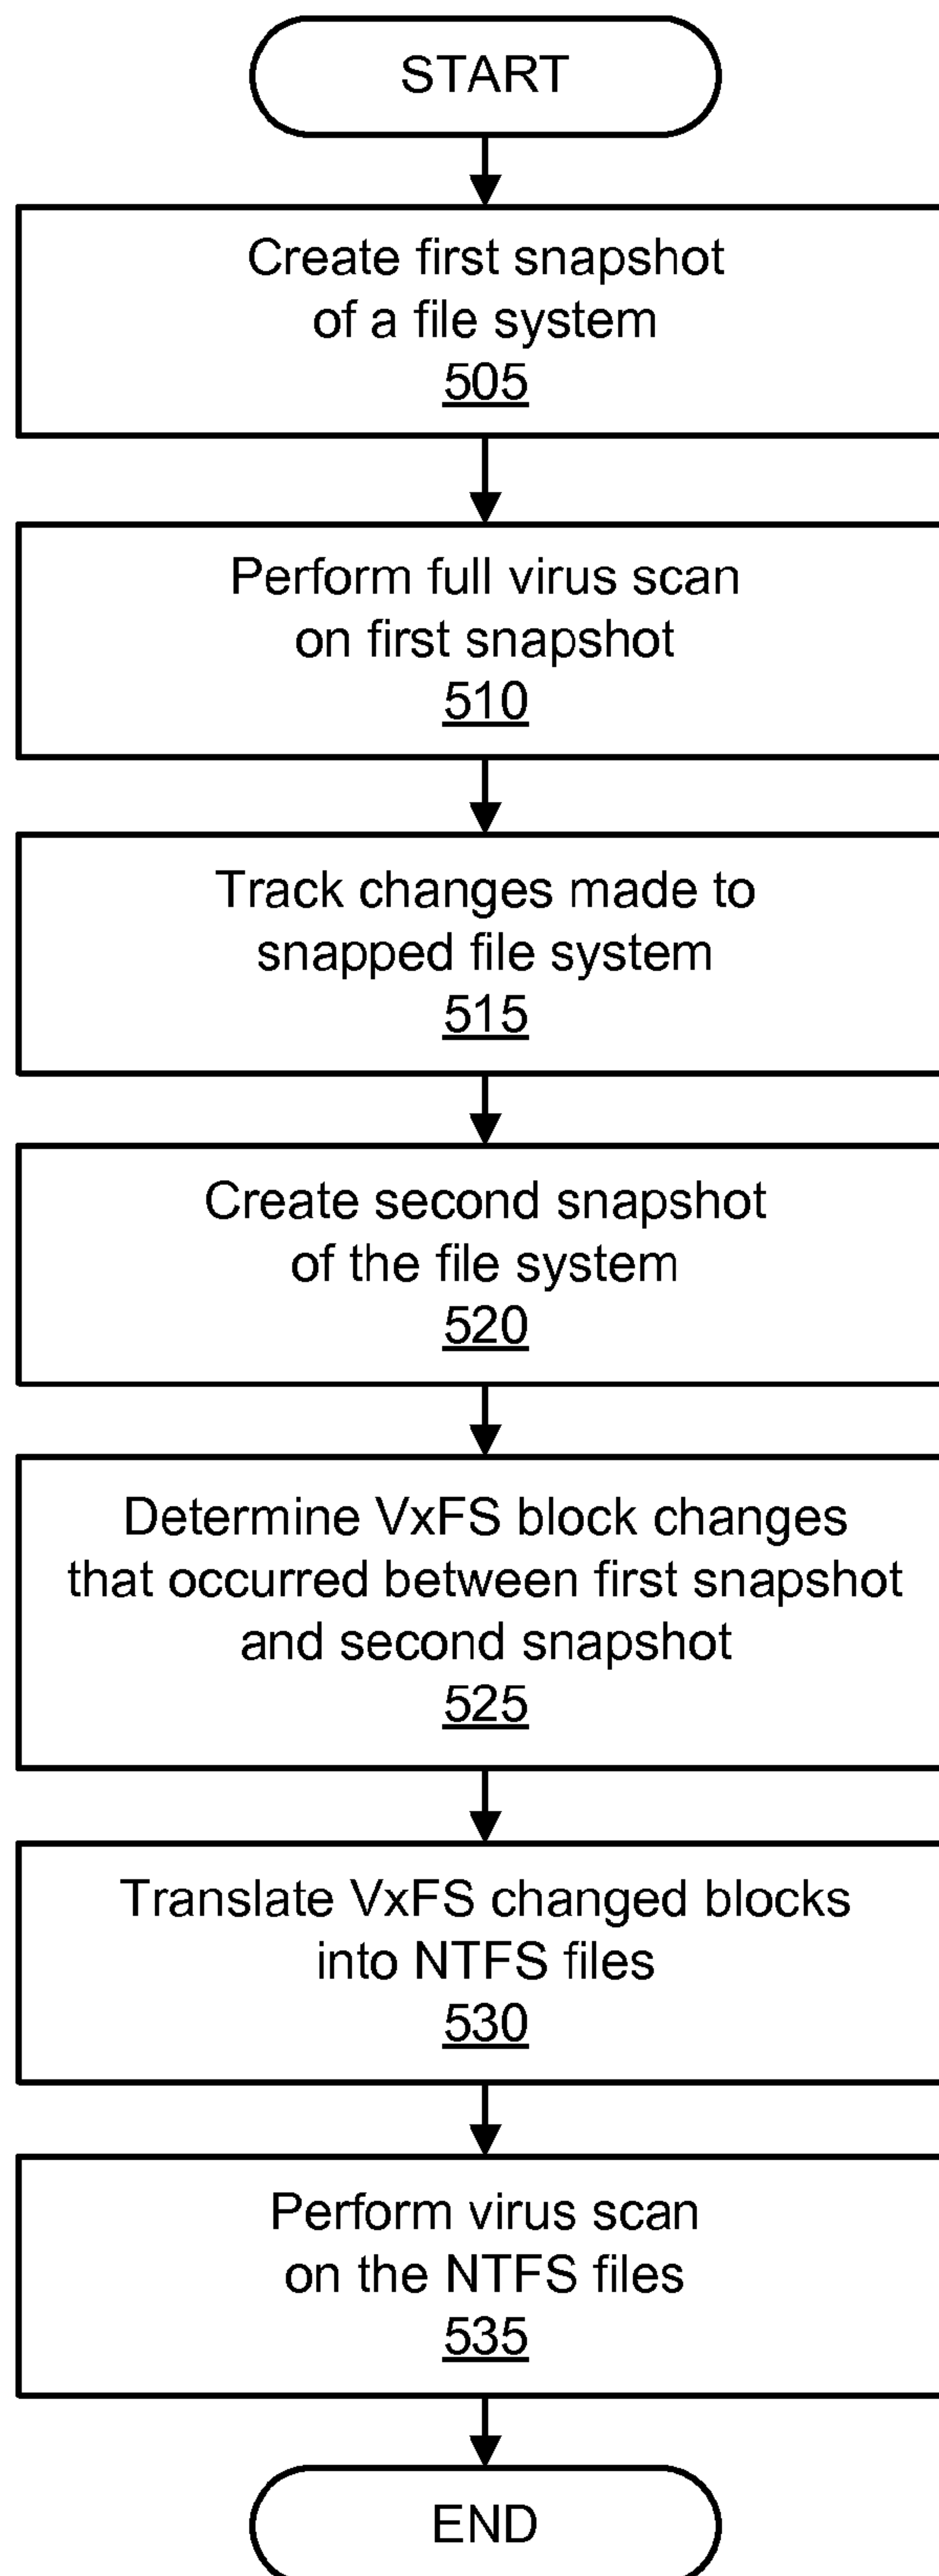 START
Create first snapshot
of a file system
505
Perform full virus scan
on first snapshot
510
Track changes made to
snapped file system
515
Create second snapshot
of the file system
520
Determine VxFS block changes
that occurred between first snapshot
and second snapshot
525
Translate VxFS changed blocks
into NTFS files
530
Perform virus scan
on the NTFS files
535
END